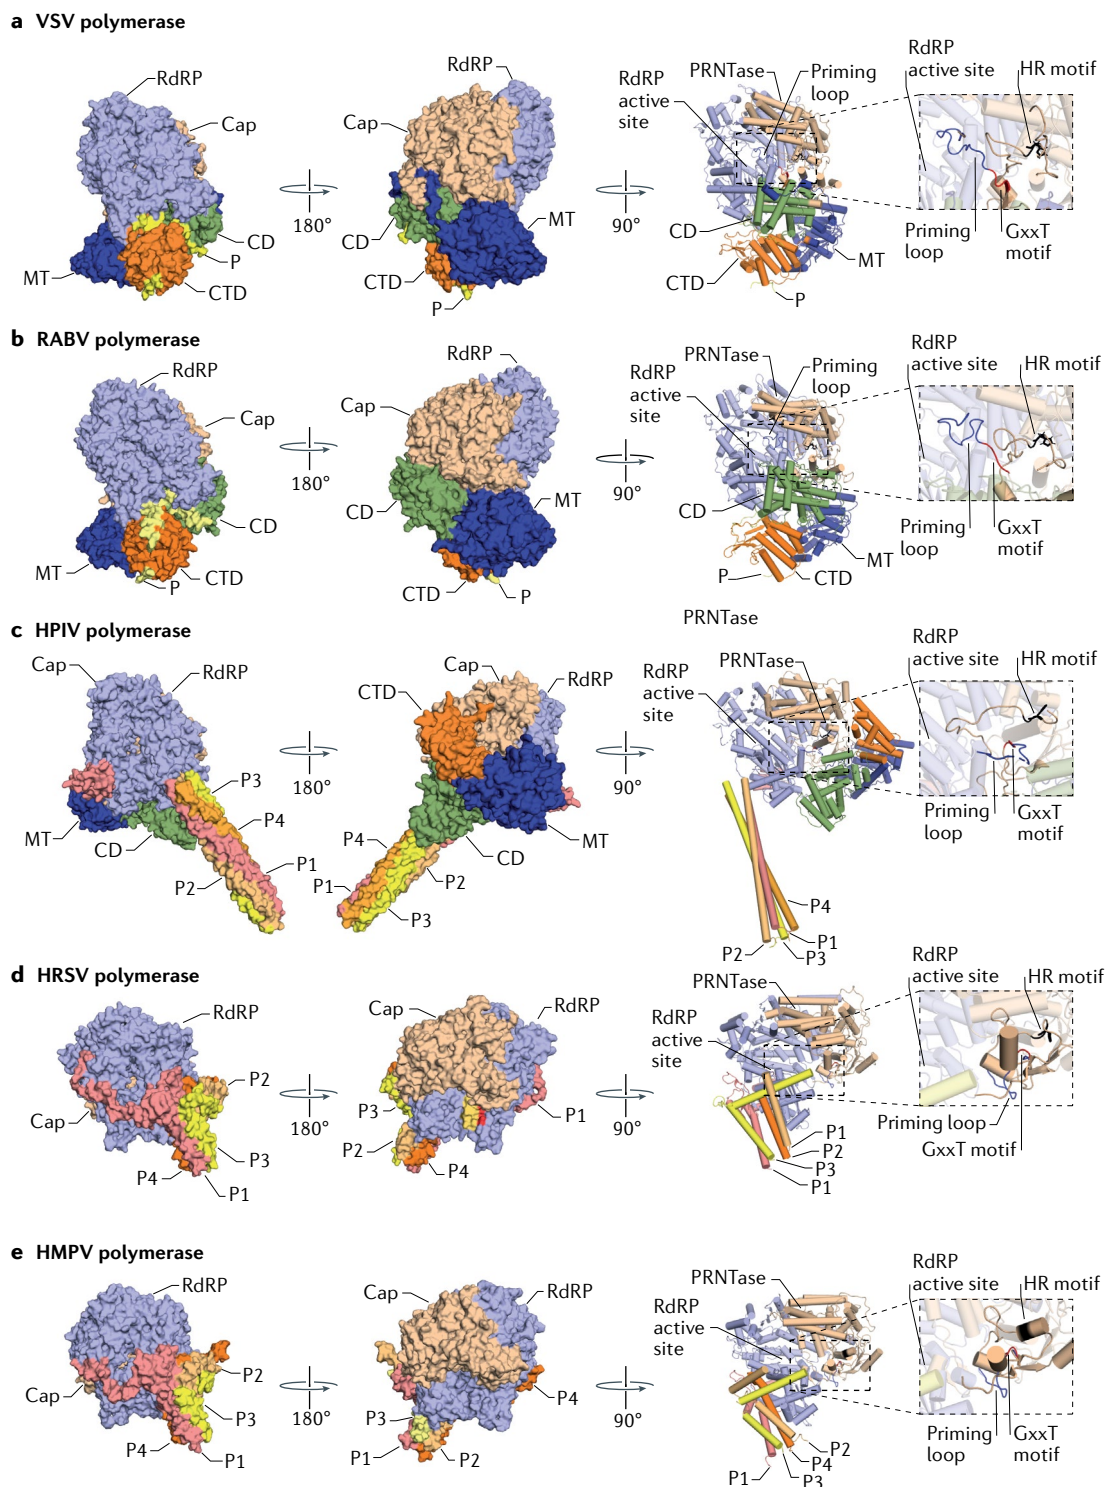 a VSV polymerase
RdRP
Cap
MT
CD
P
CTD
180°
RdRP
Cap
CD
MT
CTD
P
90°
RdRP
active
site
PRNTase
Priming
loop
CD
MT
CTD
P
RdRP
active site
HR motif
Priming
loop
GxxT
motif
b RABV polymerase
RdRP
Cap
CD
MT
CTD
P
180°
RdRP
Cap
CD
MT
CTD
P
90°
PRNTase
RdRP
active
site
Priming
loop
CD
MT
P
CTD
RdRP
active site
HR motif
Priming
loop
GxxT
motif
c HPIV polymerase
Cap
RdRP
P3
P4
MT
CD
P1
P2
180°
Cap
RdRP
CTD
P4
CD
MT
P2
P1
P3
90°
PRNTase
RdRP
active
site
PRNTase
P4
P1
P2
P3
RdRP
active site
HR motif
Priming
loop
GxxT
motif
d HRSV polymerase
RdRP
P2
Cap
P3
P4
P1
180°
Cap
RdRP
P3
P1
P2
P4
90°
PRNTase
RdRP
active
site
P1
P2
P3
P1
RdRP
active site
HR motif
Priming loop
GxxT motif
e HMPV polymerase
RdRP
P2
Cap
P3
P4
P1
180°
Cap
RdRP
P4
P3
P1
P2
90°
PRNTase
RdRP
active
site
P2
P4
P1
P3
RdRP
active site
HR motif
Priming
loop
GxxT
motif